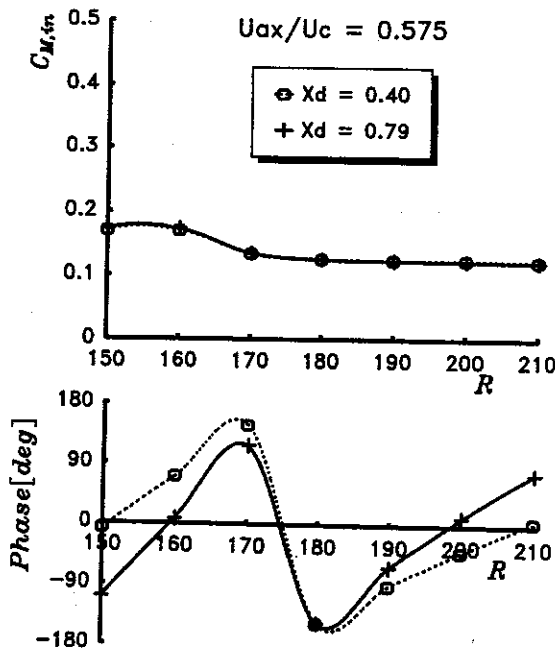 Uax/Uc = 0.575
C_M,in
0.5
0.4
0.3
0.2
0.1
0
Xd = 0.40
Xd = 0.79
150 160 170 180 190 200 210
R
Phase[deg]
180
90
0
-90
-180
150 160 170 180 190 200 210
R